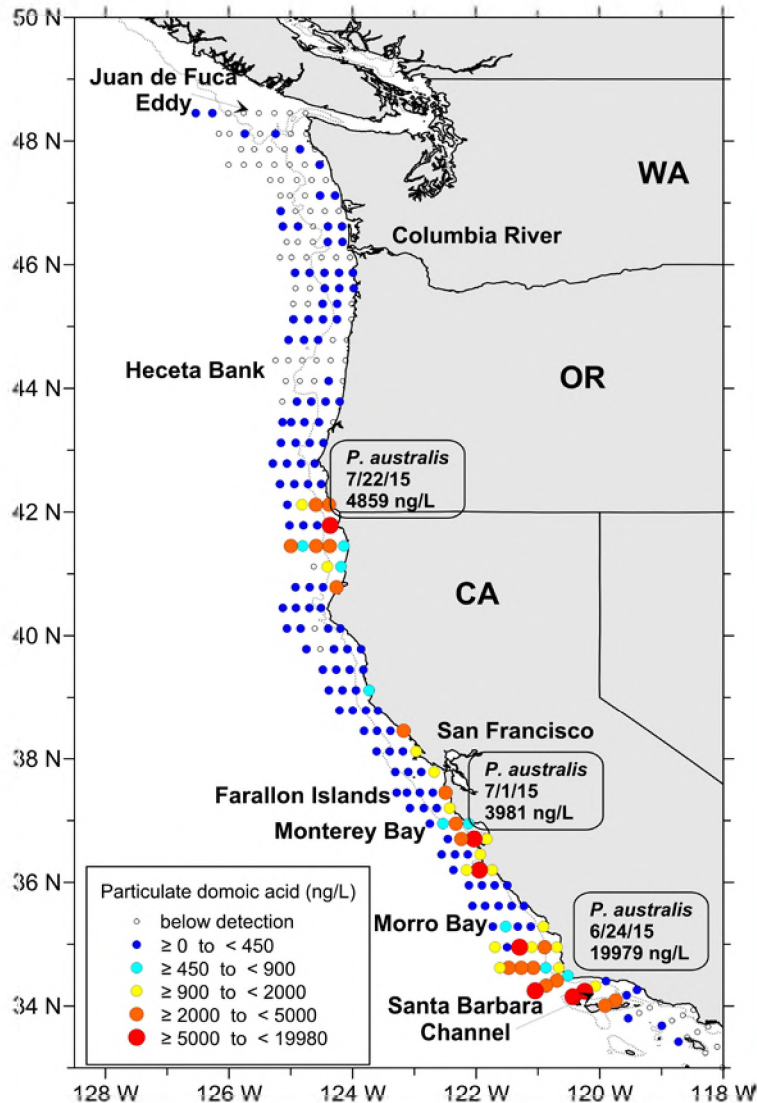 50 N
Juan de Fuca
Eddy
48 N
WA
Columbia River
46 N
Heceta Bank
OR
44 N
P. australis
7/22/15
4859 ng/L
42 N
CA
40 N
San Francisco
38 N
P. australis
7/1/15
3981 ng/L
Farallon Islands
Monterey Bay
36 N
Particulate domoic acid (ng/L)
below detection
≥ 0 to < 450
≥ 450 to < 900
≥ 900 to < 2000
≥ 2000 to < 5000
≥ 5000 to < 19980
Morro Bay
P. australis
6/24/15
19979 ng/L
34 N
Santa Barbara
Channel
128 W 126 W 124 W 122 W 120 W 118 W